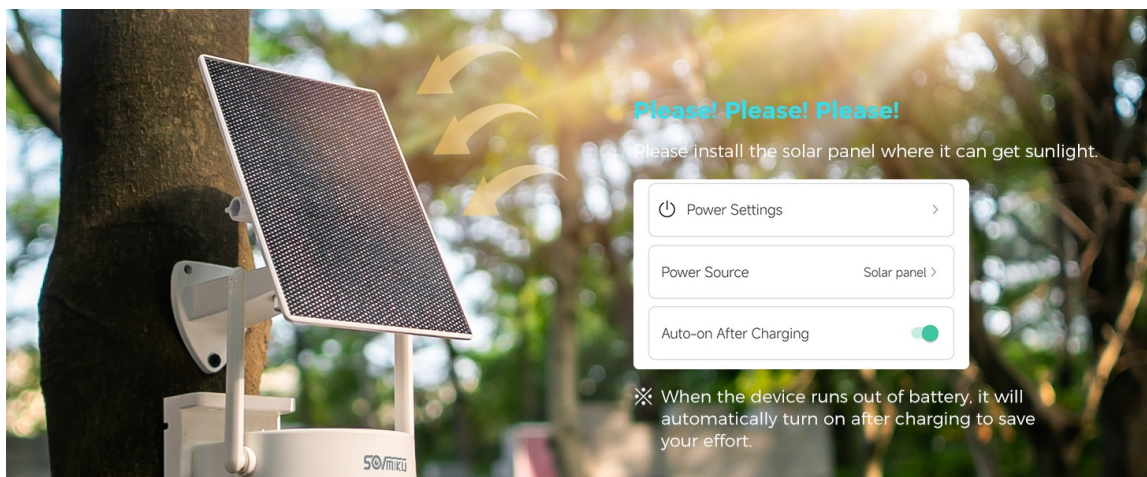 Please! Please! Please!
Please install the solar panel where it can get sunlight.
Power Settings
Power Source Solar panel
Auto-on After Charging
※ When the device runs out of battery, it will
automatically turn on after charging to save
your effort.
SOVMIKU